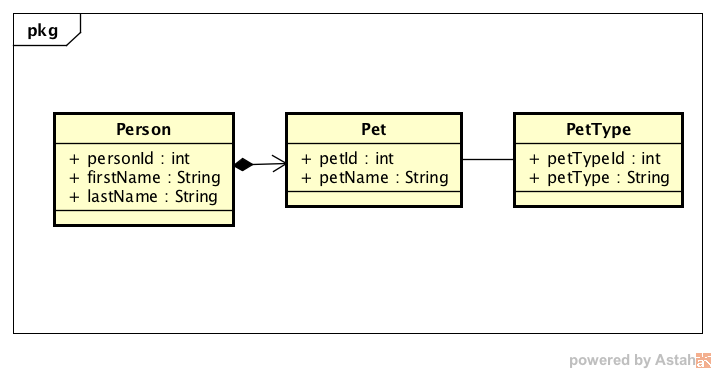 pkg
Person
+ personId : int
+ firstName : String
+ lastName : String
Pet
+ petId : int
+ petName : String
PetType
+ petTypeId : int
+ petType : String
powered by Astah